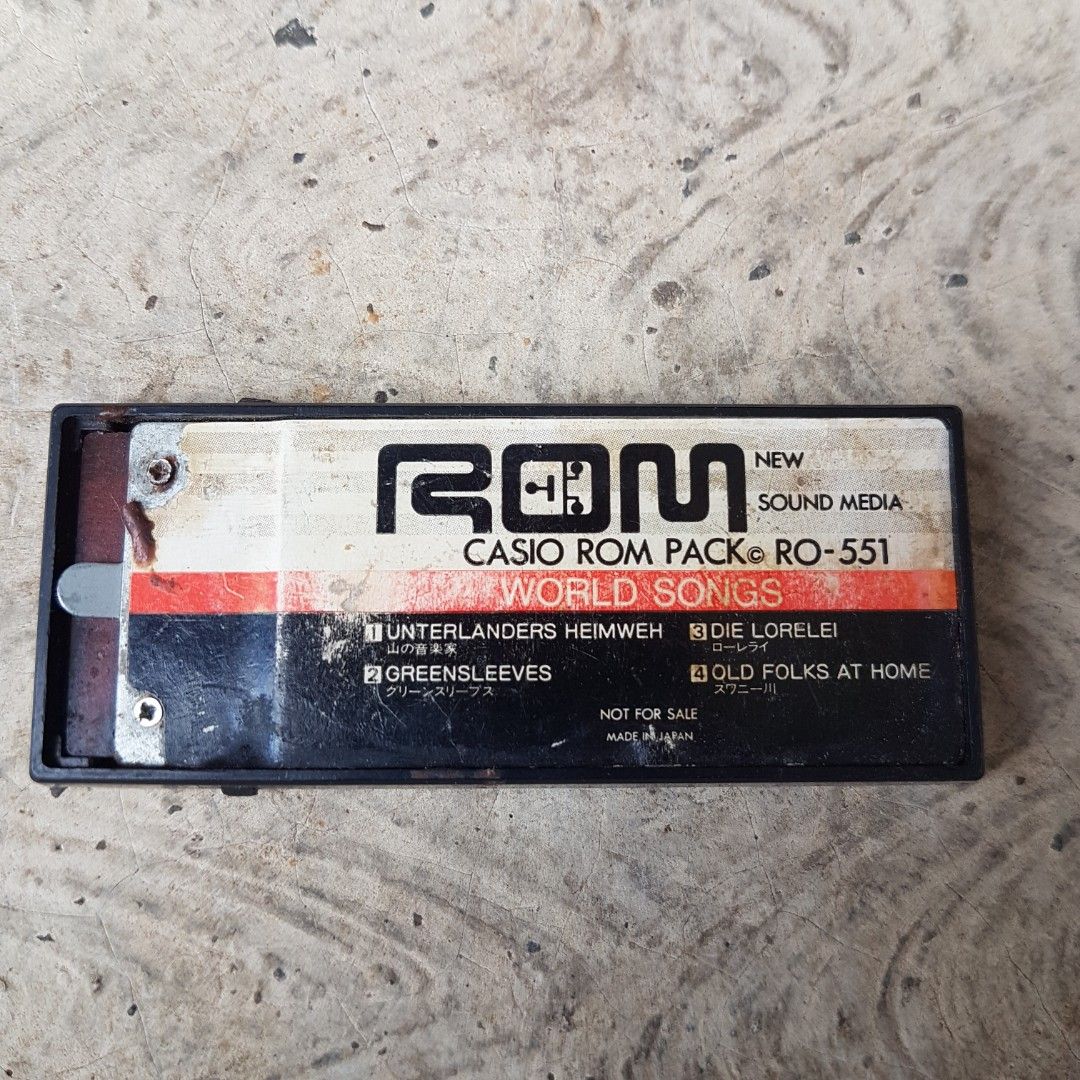 ROM
NEW
SOUND MEDIA
CASIO ROM PACK© RO-551
WORLD SONGS
1 UNTERLANDERS HEIMWEH
山の音楽家
2 GREENSLEEVES
グリーンスリーブス
3 DIE LORELEI
ローレライ
4 OLD FOLKS AT HOME
スワニー川
NOT FOR SALE
MADE IN JAPAN